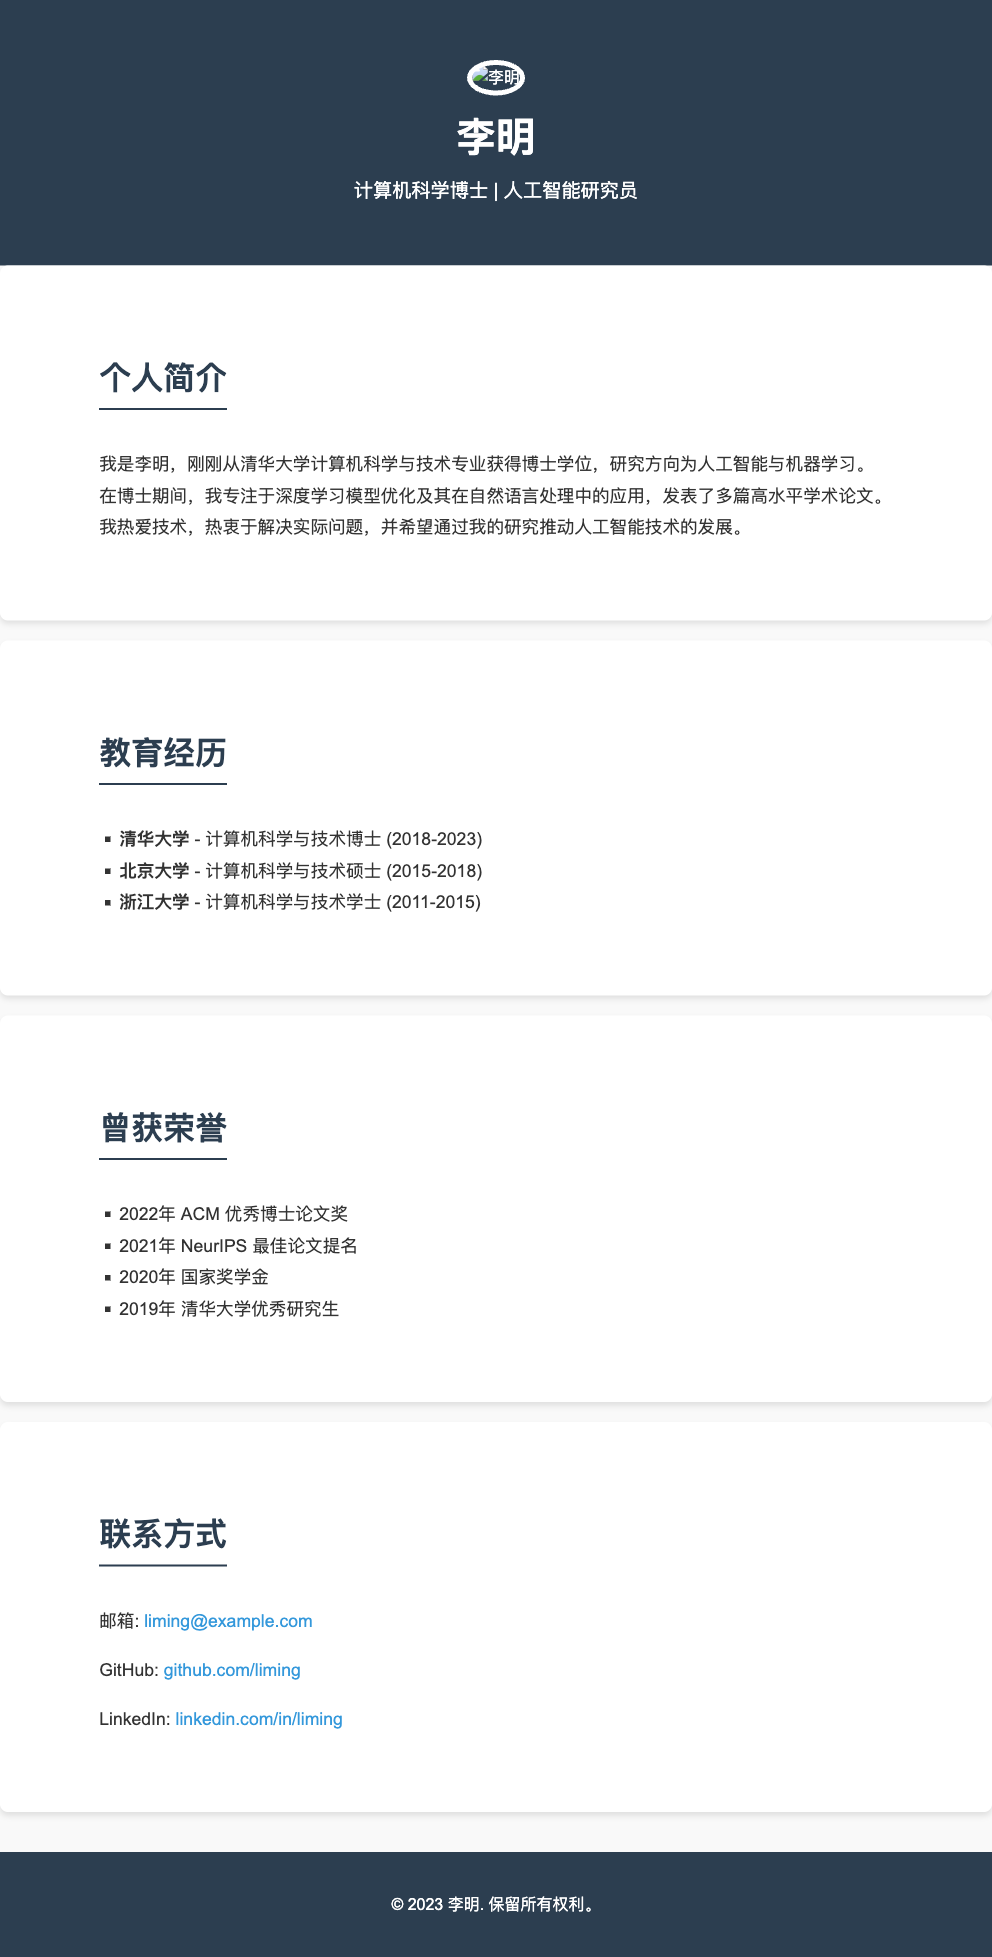 李明
李明
计算机科学博士 | 人工智能研究员
个人简介
我是李明，刚刚从清华大学计算机科学与技术专业获得博士学位，研究方向为人工智能与机器学习。
在博士期间，我专注于深度学习模型优化及其在自然语言处理中的应用，发表了多篇高水平学术论文。
我热爱技术，热衷于解决实际问题，并希望通过我的研究推动人工智能技术的发展。
教育经历
▪ 清华大学 - 计算机科学与技术博士 (2018-2023)
▪ 北京大学 - 计算机科学与技术硕士 (2015-2018)
▪ 浙江大学 - 计算机科学与技术学士 (2011-2015)
曾获荣誉
▪ 2022年 ACM 优秀博士论文奖
▪ 2021年 NeurIPS 最佳论文提名
▪ 2020年 国家奖学金
▪ 2019年 清华大学优秀研究生
联系方式
邮箱: liming@example.com
GitHub: github.com/liming
LinkedIn: linkedin.com/in/liming
© 2023 李明. 保留所有权利。